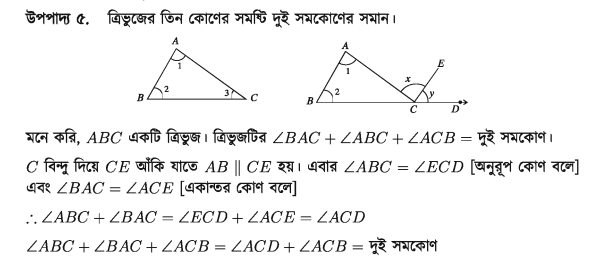 উপপাদ্য ৫. ত্রিভুজের তিন কোণের সমষ্টি দুই সমকোণের সমান।
A
1
B 2 3 C
A
1 x E
B 2 y
C D
মনে করি, ABC একটি ত্রিভুজ। ত্রিভুজটির ∠BAC + ∠ABC + ∠ACB = দুই সমকোণ।
C বিন্দু দিয়ে CE আঁকি যাতে AB ∥ CE হয়। এবার ∠ABC = ∠ECD [অনুরূপ কোণ বলে]
এবং ∠BAC = ∠ACE [একান্তর কোণ বলে]
∴ ∠ABC + ∠BAC = ∠ECD + ∠ACE = ∠ACD
∠ABC + ∠BAC + ∠ACB = ∠ACD + ∠ACB = দুই সমকোণ